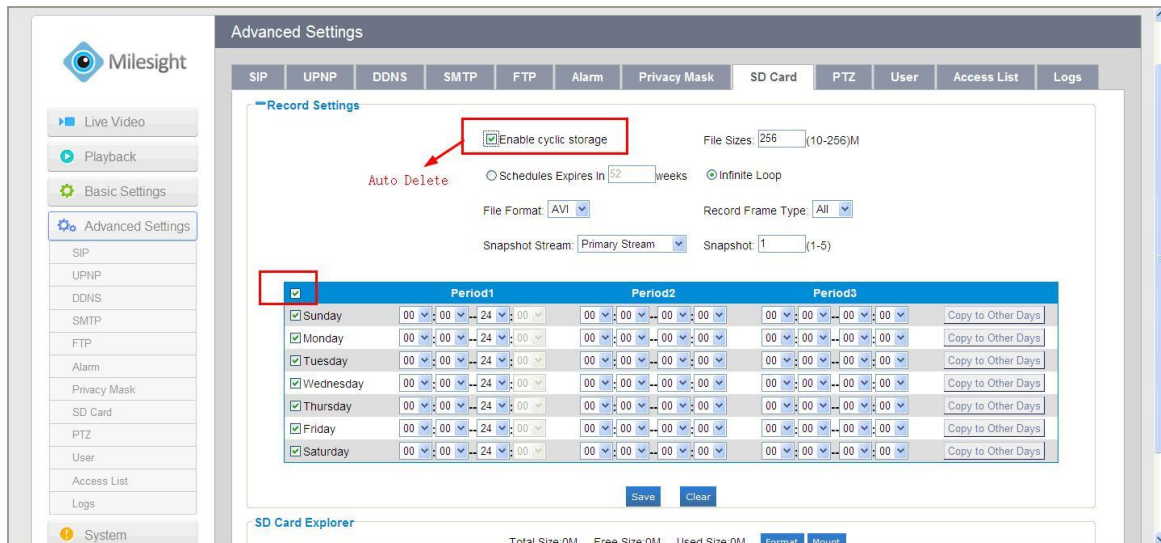 Milesight
Advanced Settings
SIP UPNP DDNS SMTP FTP Alarm Privacy Mask SD Card PTZ User Access List Logs
Live Video
Playback
Basic Settings
Advanced Settings
SIP
UPNP
DDNS
SMTP
FTP
Alarm
Privacy Mask
SD Card
PTZ
User
Access List
Logs
System
Record Settings
Enable cyclic storage File Sizes: 256 (10-256)M
Auto Delete
Schedules Expires In 52 weeks Infinite Loop
File Format: AVI Record Frame Type: All
Snapshot Stream: Primary Stream Snapshot: 1 (1-5)
Period1 Period2 Period3
Sunday 00 : 00 -- 24 : 00 00 : 00 -- 00 : 00 00 : 00 -- 00 : 00 Copy to Other Days
Monday 00 : 00 -- 24 : 00 00 : 00 -- 00 : 00 00 : 00 -- 00 : 00 Copy to Other Days
Tuesday 00 : 00 -- 24 : 00 00 : 00 -- 00 : 00 00 : 00 -- 00 : 00 Copy to Other Days
Wednesday 00 : 00 -- 24 : 00 00 : 00 -- 00 : 00 00 : 00 -- 00 : 00 Copy to Other Days
Thursday 00 : 00 -- 24 : 00 00 : 00 -- 00 : 00 00 : 00 -- 00 : 00 Copy to Other Days
Friday 00 : 00 -- 24 : 00 00 : 00 -- 00 : 00 00 : 00 -- 00 : 00 Copy to Other Days
Saturday 00 : 00 -- 24 : 00 00 : 00 -- 00 : 00 00 : 00 -- 00 : 00 Copy to Other Days
Save Clear
SD Card Explorer
Total Size:0M Free Size:0M Used Size:0M Format Mount